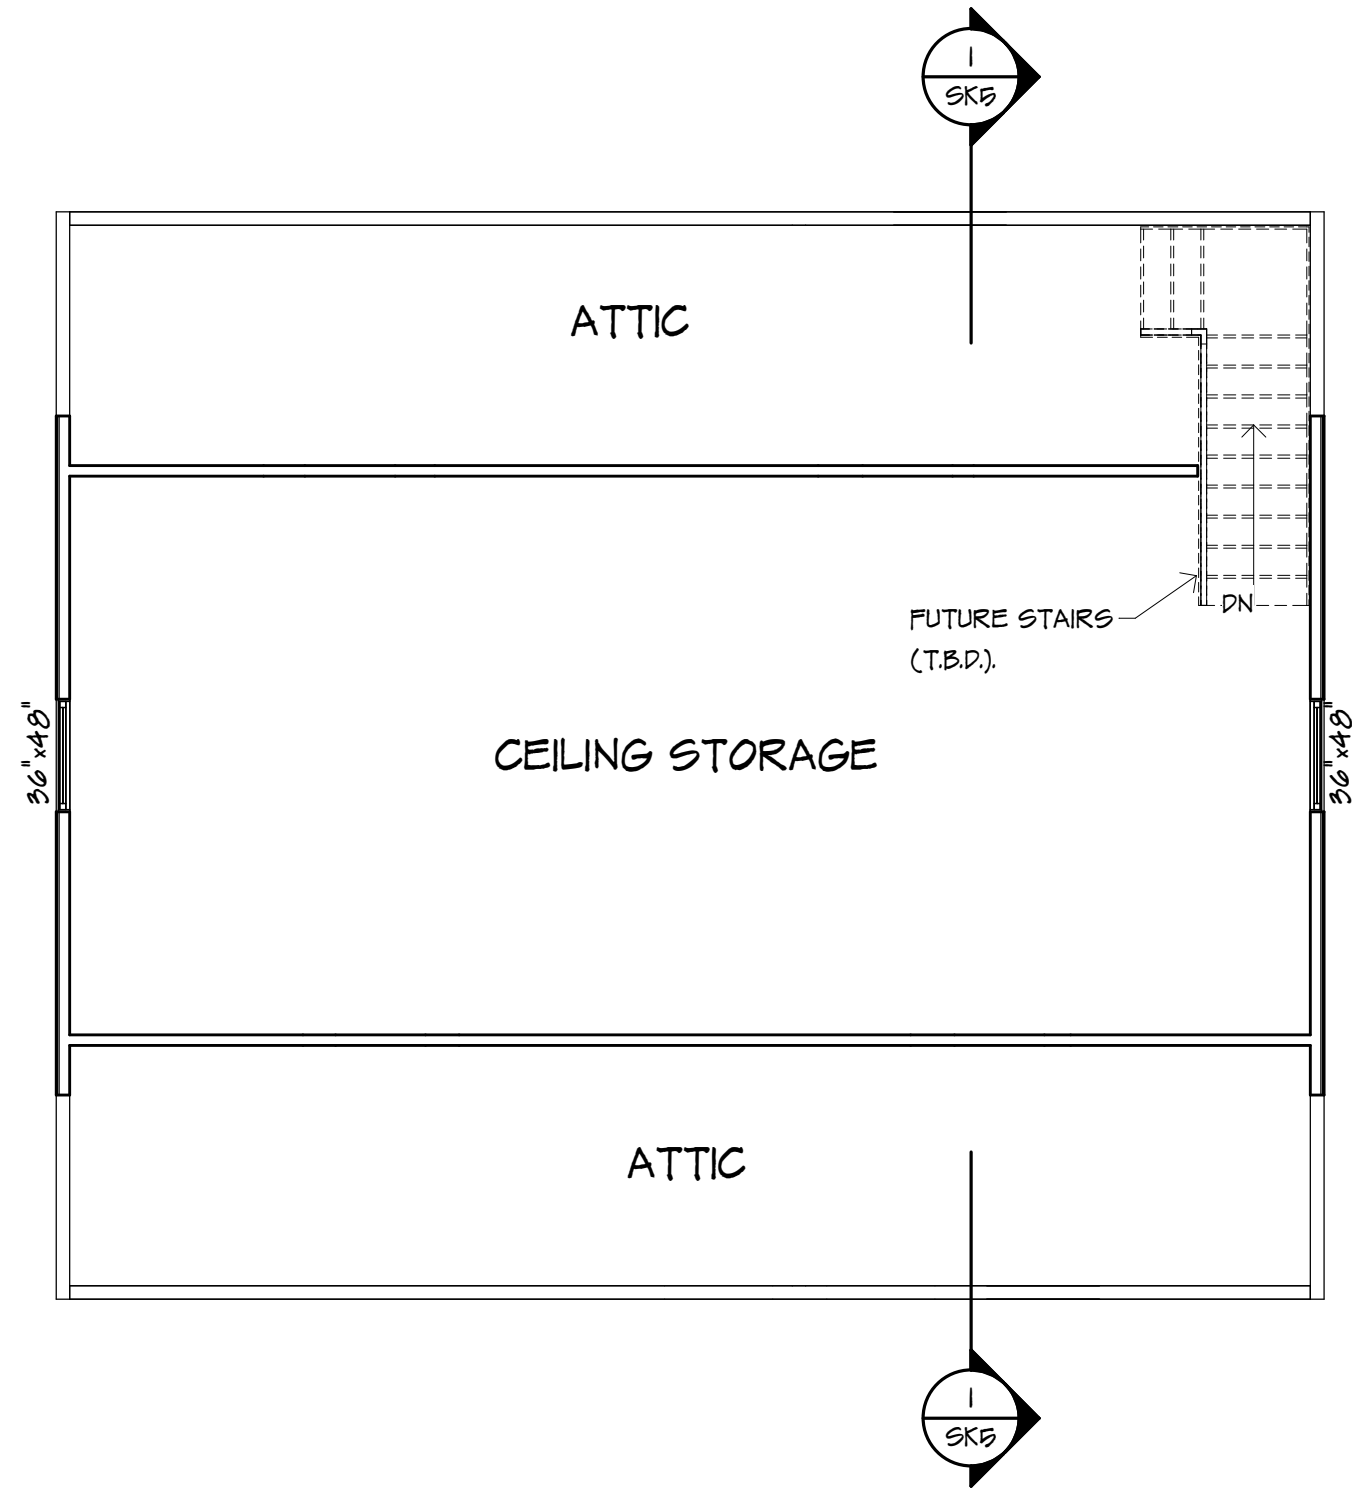 1
SK5
ATTIC
DN
FUTURE STAIRS
(T.B.D.).
36"x48"
CEILING STORAGE
36"x48"
ATTIC
1
SK5